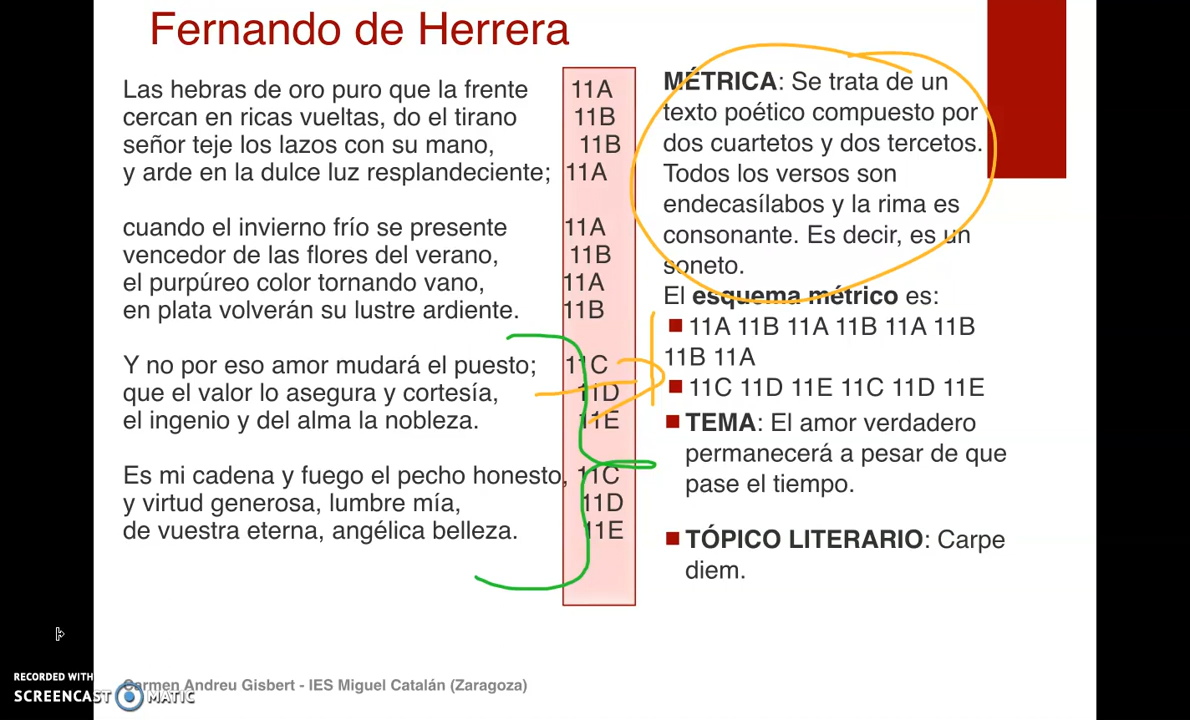 Fernando de Herrera
Las hebras de oro puro que la frente 11A
cercan en ricas vueltas, do el tirano 11B
señor teje los lazos con su mano, 11B
y arde en la dulce luz resplandeciente; 11A
cuando el invierno frío se presente 11A
vencedor de las flores del verano, 11B
el purpúreo color tornando vano, 11A
en plata volverán su lustre ardiente. 11B
Y no por eso amor mudará el puesto; 11C
que el valor lo asegura y cortesía, 11D
el ingenio y del alma la nobleza. 11E
Es mi cadena y fuego el pecho honesto, 11C
y virtud generosa, lumbre mía, 11D
de vuestra eterna, angélica belleza. 11E
MÉTRICA: Se trata de un
texto poético compuesto por
dos cuartetos y dos tercetos.
Todos los versos son
endecasílabos y la rima es
consonante. Es decir, es un
soneto.
El esquema métrico es:
11A 11B 11A 11B 11A 11B
11B 11A
11C 11D 11E 11C 11D 11E
TEMA: El amor verdadero
permanecerá a pesar de que
pase el tiempo.
TÓPICO LITERARIO: Carpe
diem.
Carmen Andreu Gisbert - IES Miguel Catalán (Zaragoza)
RECORDED WITH
SCREENCAST MATIC